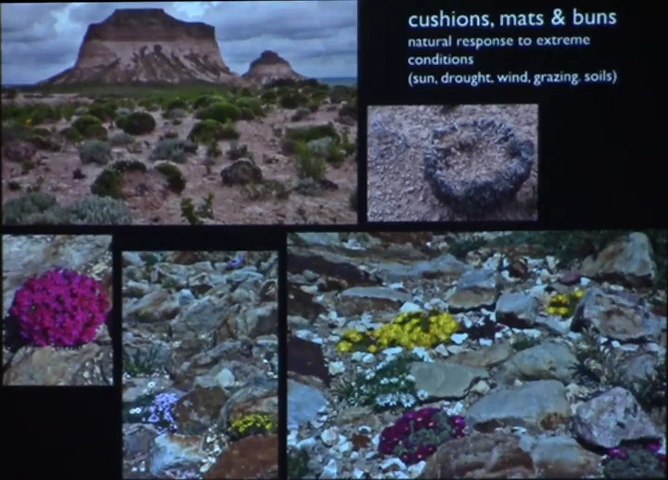 cushions, mats & buns
natural response to extreme
conditions
(sun, drought, wind, grazing. soils)